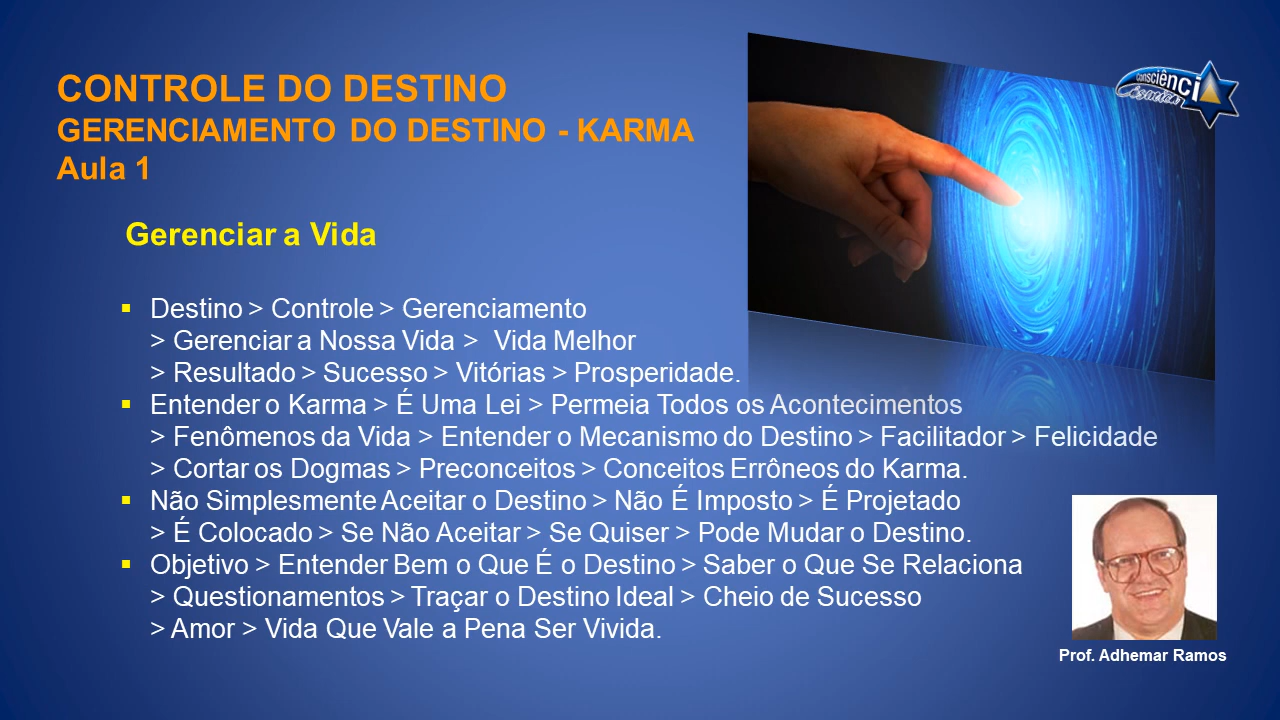 CONTROLE DO DESTINO
GERENCIAMENTO DO DESTINO - KARMA
Aula 1
Consciênci
Gerenciar a Vida
▪ Destino > Controle > Gerenciamento
> Gerenciar a Nossa Vida > Vida Melhor
> Resultado > Sucesso > Vitórias > Prosperidade.
▪ Entender o Karma > É Uma Lei > Permeia Todos os Acontecimentos
> Fenômenos da Vida > Entender o Mecanismo do Destino > Facilitador > Felicidade
> Cortar os Dogmas > Preconceitos > Conceitos Errôneos do Karma.
▪ Não Simplesmente Aceitar o Destino > Não É Imposto > É Projetado
> É Colocado > Se Não Aceitar > Se Quiser > Pode Mudar o Destino.
▪ Objetivo > Entender Bem o Que É o Destino > Saber o Que Se Relaciona
> Questionamentos > Traçar o Destino Ideal > Cheio de Sucesso
> Amor > Vida Que Vale a Pena Ser Vivida.
Prof. Adhemar Ramos